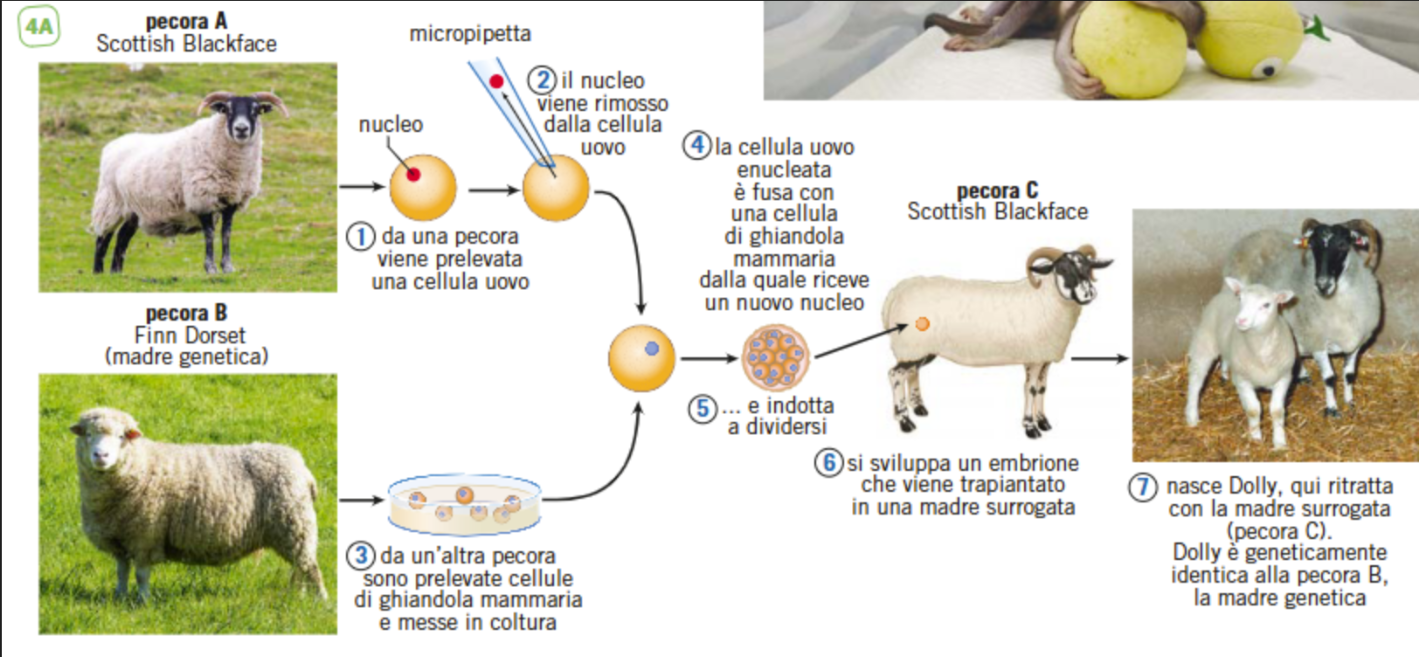 4A
pecora A
Scottish Blackface
micropipetta
nucleo
2 il nucleo
viene rimosso
dalla cellula
uovo
1 da una pecora
viene prelevata
una cellula uovo
pecora B
Finn Dorset
(madre genetica)
3 da un'altra pecora
sono prelevate cellule
di ghiandola mammaria
e messe in coltura
4 la cellula uovo
enucleata
è fusa con
una cellula
di ghiandola
mammaria
dalla quale riceve
un nuovo nucleo
5 ... e indotta
a dividersi
pecora C
Scottish Blackface
6 si sviluppa un embrione
che viene trapiantato
in una madre surrogata
7 nasce Dolly, qui ritratta
con la madre surrogata
(pecora C).
Dolly è geneticamente
identica alla pecora B,
la madre genetica